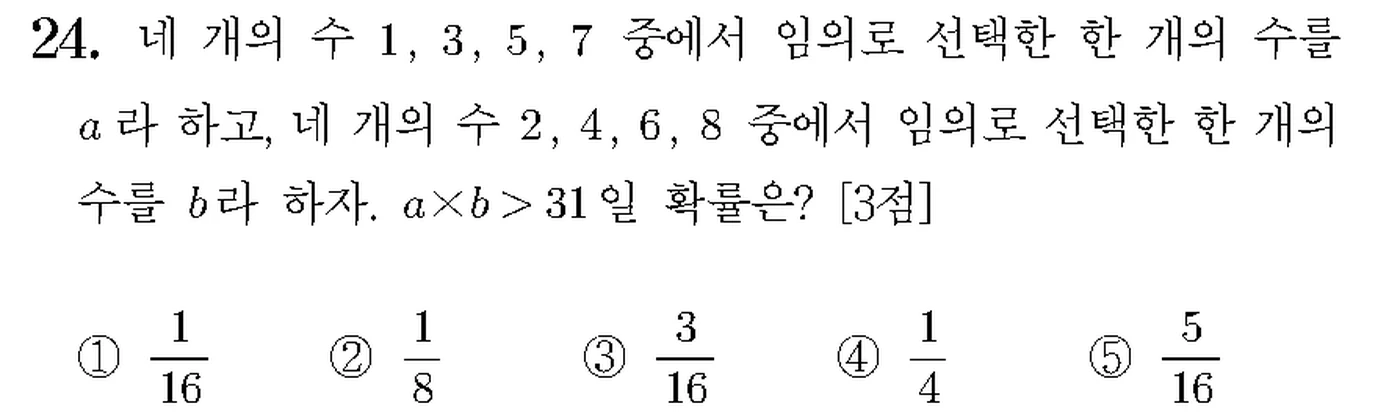 24. 네 개의 수 1, 3, 5, 7 중에서 임의로 선택한 한 개의 수를
a라 하고, 네 개의 수 2, 4, 6, 8 중에서 임의로 선택한 한 개의
수를 b라 하자. a×b > 31일 확률은? [3점]
① 1/16 ② 1/8 ③ 3/16 ④ 1/4 ⑤ 5/16